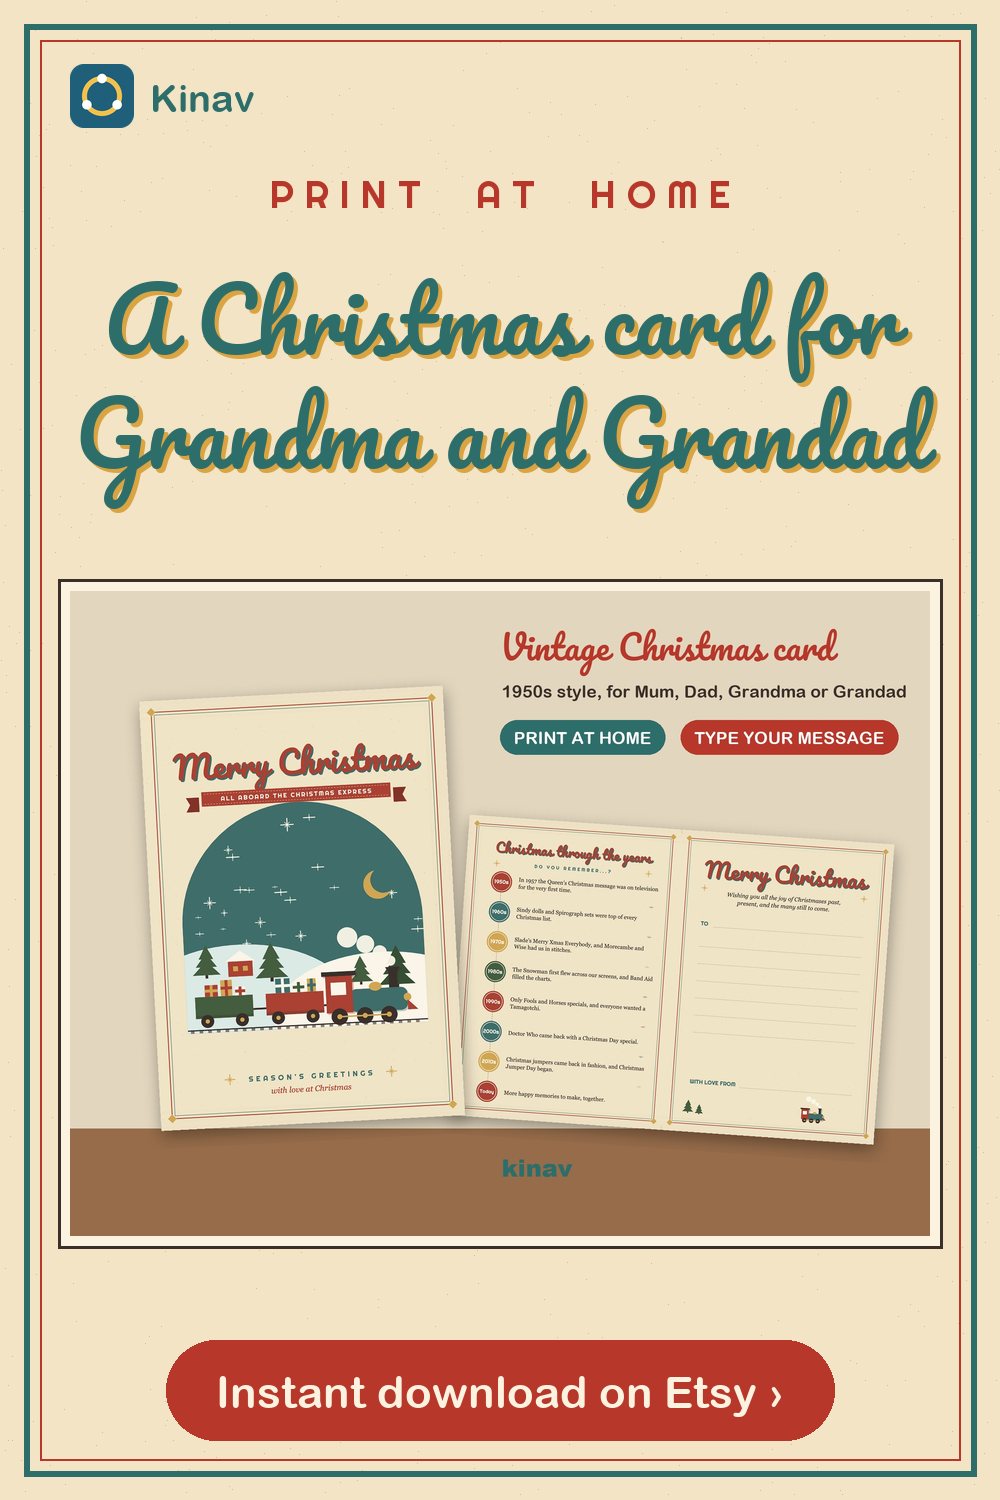 Kinav
PRINT AT HOME
A Christmas card for
Grandma and Grandad
Vintage Christmas card
1950s style, for Mum, Dad, Grandma or Grandad
PRINT AT HOME
TYPE YOUR MESSAGE
Merry Christmas
ALL ABOARD THE CHRISTMAS EXPRESS
SEASON'S GREETINGS
with love at Christmas
Christmas through the years
DO YOU REMEMBER...?
1950s
In 1957 the Queen's Christmas message was on television
for the very first time.
1960s
Sindy dolls and Spirograph sets were top of every
Christmas list.
1970s
Slade's Merry Xmas Everybody, and Morecambe and
Wise had us in stitches.
1980s
The Snowman first flew across our screens, and Band Aid
filled the charts.
1990s
Only Fools and Horses specials, and everyone wanted a
Tamagotchi.
2000s
Doctor Who came back with a Christmas Day special.
2010s
Christmas jumpers came back in fashion, and Christmas
Jumper Day began.
Today
More happy memories to make, together.
Merry Christmas
Wishing you all the joy of Christmases past,
present, and the many still to come.
TO
WITH LOVE FROM
kinav
Instant download on Etsy ›